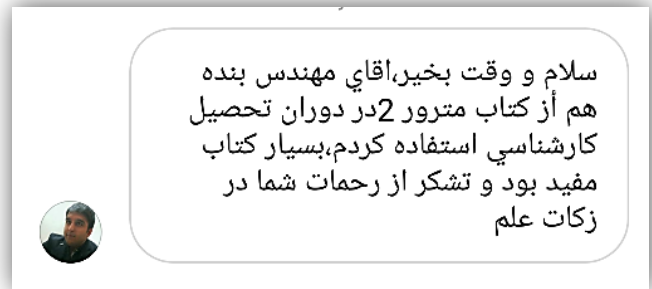 سلام و وقت بخير،اقاي مهندس بنده
هم أز كتاب مترور 2در دوران تحصيل
كارشناسي استفاده كردم،بسيار كتاب
مفيد بود و تشكر از رحمات شما در
زكات علم